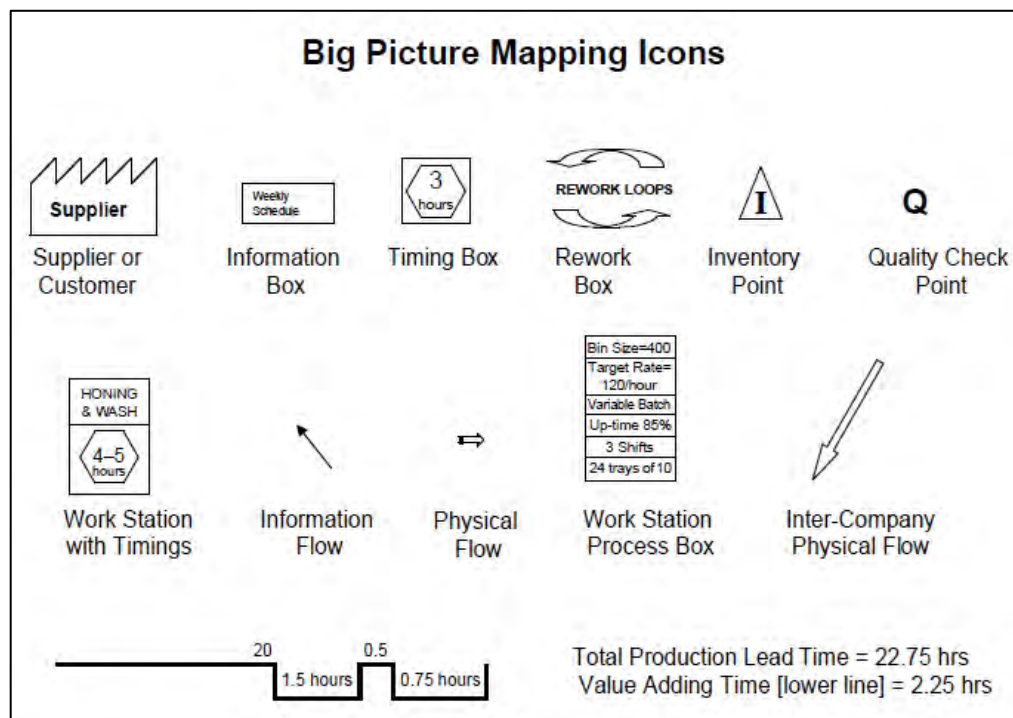 Big Picture Mapping Icons
Supplier
Weekly
Schedule
3
hours
REWORK LOOPS
I
Q
Supplier or
Customer
Information
Box
Timing Box
Rework
Box
Inventory
Point
Quality Check
Point
HONING
& WASH
4–5
hours
Bin Size=400
Target Rate=
120/hour
Variable Batch
Up-time 85%
3 Shifts
24 trays of 10
Work Station
with Timings
Information
Flow
Physical
Flow
Work Station
Process Box
Inter-Company
Physical Flow
20
0.5
1.5 hours
0.75 hours
Total Production Lead Time = 22.75 hrs
Value Adding Time [lower line] = 2.25 hrs